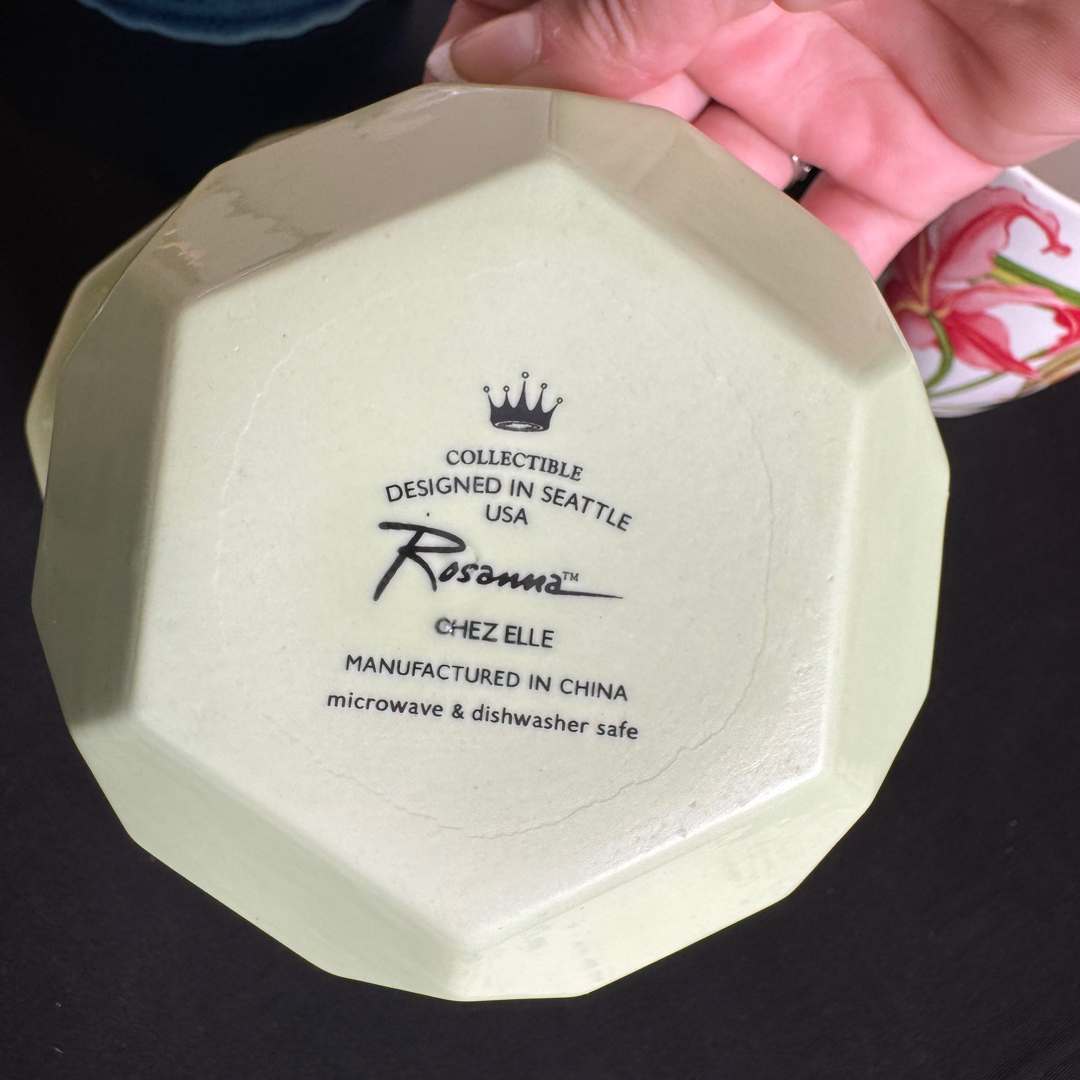 COLLECTIBLE
DESIGNED IN SEATTLE
USA
Rosanna™
CHEZ ELLE
MANUFACTURED IN CHINA
microwave & dishwasher safe